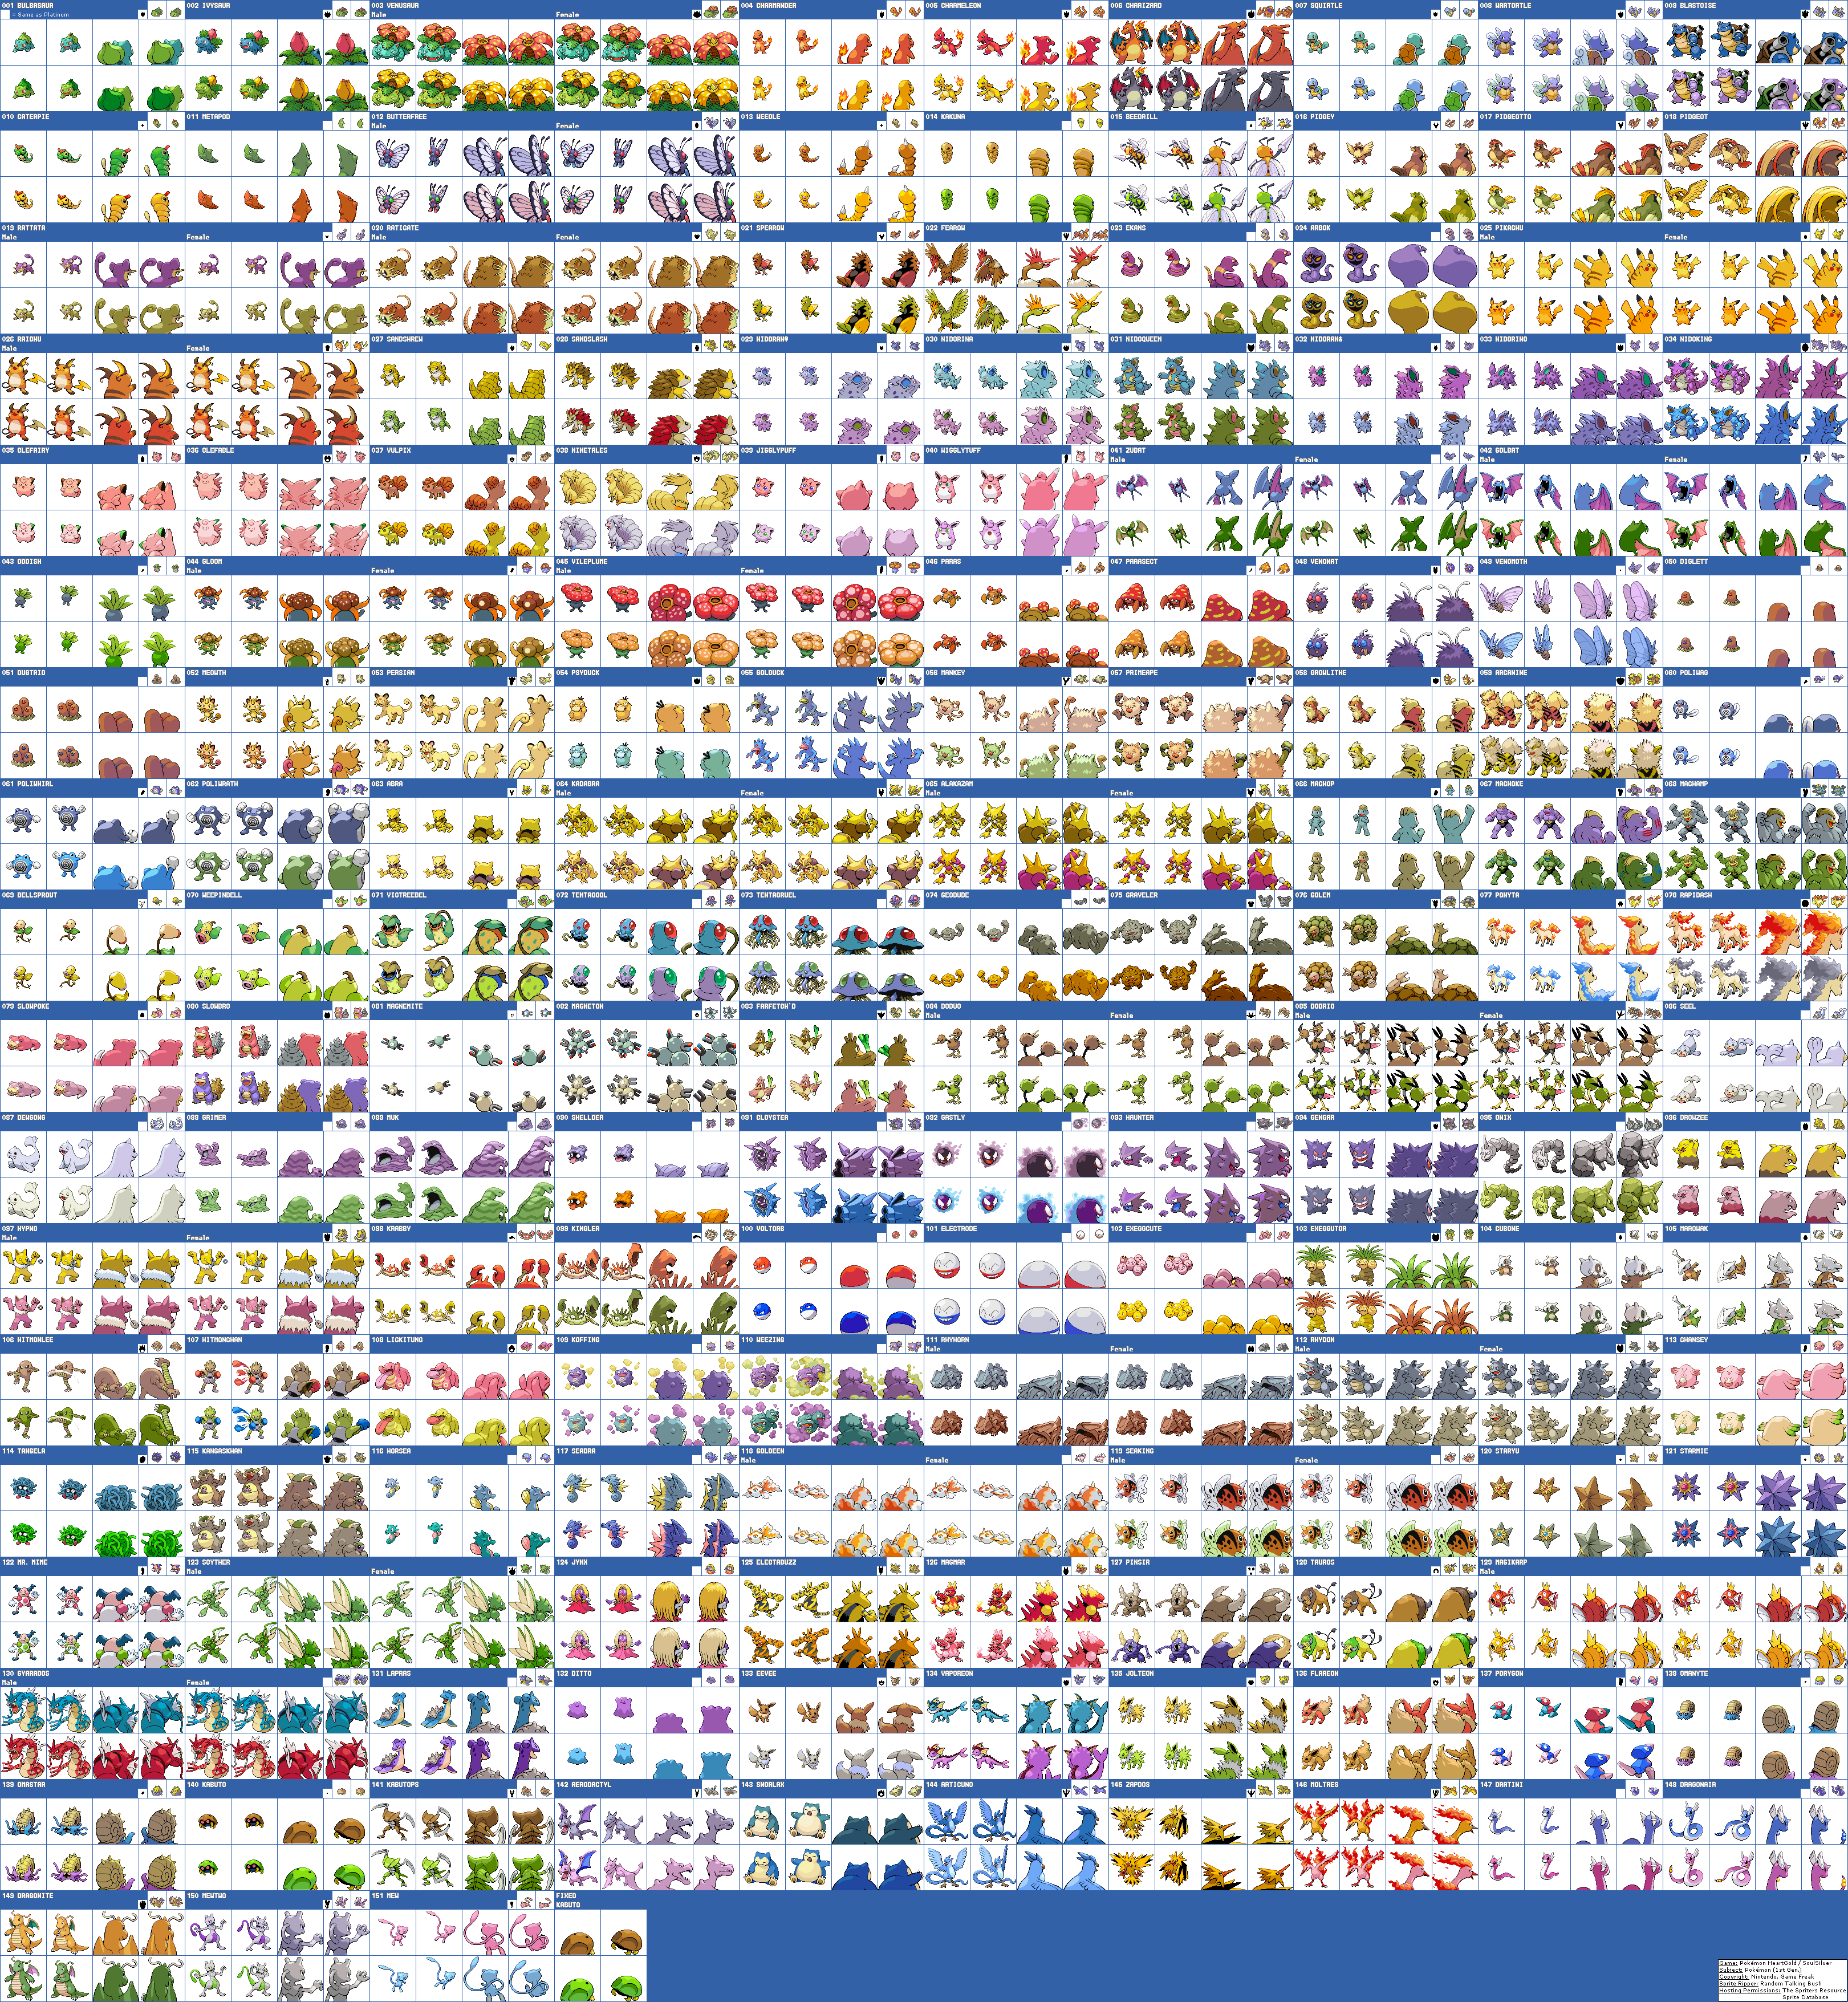 001 BULBASAUR
= Same as Platinum
002 IVYSAUR
003 VENUSAUR
Male Female
004 CHARMANDER
005 CHARMELEON
006 CHARIZARD
007 SQUIRTLE
008 WARTORTLE
009 BLASTOISE
010 CATERPIE
011 METAPOD
012 BUTTERFREE
Male Female
013 WEEDLE
014 KAKUNA
015 BEEDRILL
016 PIDGEY
017 PIDGEOTTO
018 PIDGEOT
019 RATTATA
Male Female
020 RATICATE
Male Female
021 SPEAROW
022 FEAROW
023 EKANS
024 ARBOK
025 PIKACHU
Male Female
026 RAICHU
Male Female
027 SANDSHREW
028 SANDSLASH
029 NIDORAN♀
030 NIDORINA
031 NIDOQUEEN
032 NIDORAN♂
033 NIDORINO
034 NIDOKING
035 CLEFAIRY
036 CLEFABLE
037 VULPIX
038 NINETALES
039 JIGGLYPUFF
040 WIGGLYTUFF
041 ZUBAT
Male Female
042 GOLBAT
Male Female
043 ODDISH
044 GLOOM
Male Female
045 VILEPLUME
Male Female
046 PARAS
047 PARASECT
048 VENONAT
049 VENOMOTH
050 DIGLETT
051 DUGTRIO
052 MEOWTH
053 PERSIAN
054 PSYDUCK
055 GOLDUCK
056 MANKEY
057 PRIMEAPE
058 GROWLITHE
059 ARCANINE
060 POLIWAG
061 POLIWHIRL
062 POLIWRATH
063 ABRA
064 KADABRA
Male Female
065 ALAKAZAM
Male Female
066 MACHOP
067 MACHOKE
068 MACHAMP
069 BELLSPROUT
070 WEEPINBELL
071 VICTREEBEL
072 TENTACOOL
073 TENTACRUEL
074 GEODUDE
075 GRAVELER
076 GOLEM
077 PONYTA
078 RAPIDASH
079 SLOWPOKE
080 SLOWBRO
081 MAGNEMITE
082 MAGNETON
083 FARFETCH'D
084 DODUO
Male Female
085 DODRIO
Male Female
086 SEEL
087 DEWGONG
088 GRIMER
089 MUK
090 SHELLDER
091 CLOYSTER
092 GASTLY
093 HAUNTER
094 GENGAR
095 ONIX
096 DROWZEE
097 HYPNO
Male Female
098 KRABBY
099 KINGLER
100 VOLTORB
101 ELECTRODE
102 EXEGGCUTE
103 EXEGGUTOR
104 CUBONE
105 MAROWAK
106 HITMONLEE
107 HITMONCHAN
108 LICKITUNG
109 KOFFING
110 WEEZING
111 RHYHORN
Male Female
112 RHYDON
Male Female
113 CHANSEY
114 TANGELA
115 KANGASKHAN
116 HORSEA
117 SEADRA
118 GOLDEEN
Male Female
119 SEAKING
Male Female
120 STARYU
121 STARMIE
122 MR. MIME
123 SCYTHER
Male Female
124 JYNX
125 ELECTABUZZ
126 MAGMAR
127 PINSIR
128 TAUROS
129 MAGIKARP
Male
130 GYARADOS
Male Female
131 LAPRAS
132 DITTO
133 EEVEE
134 VAPOREON
135 JOLTEON
136 FLAREON
137 PORYGON
138 OMANYTE
139 OMASTAR
140 KABUTO
141 KABUTOPS
142 AERODACTYL
143 SNORLAX
144 ARTICUNO
145 ZAPDOS
146 MOLTRES
147 DRATINI
148 DRAGONAIR
149 DRAGONITE
150 MEWTWO
151 MEW
FIXED
KABUTO
Game: Pokémon HeartGold / SoulSilver
Subject: Pokémon (1st Gen.)
Copyright: Nintendo, Game Freak
Sprite Ripper: Random Talking Bush
Hosting Permissions: The Spriters Resource
Sprite Database